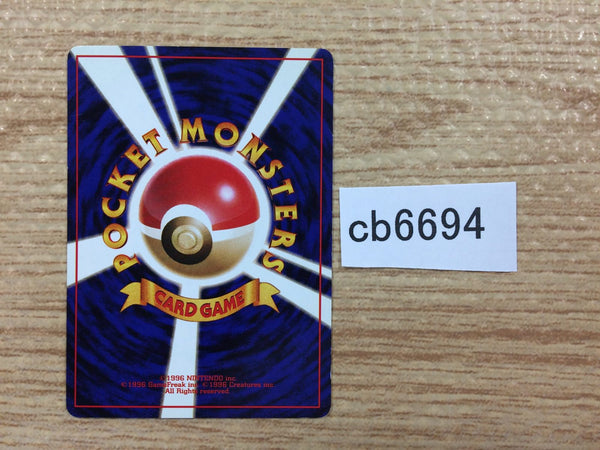 POCKET MONSTERS
CARD GAME
©1996 NINTENDO inc.
©1996 GameFreak inc. ©1996 Creatures inc.
All Rights reserved.
cb6694